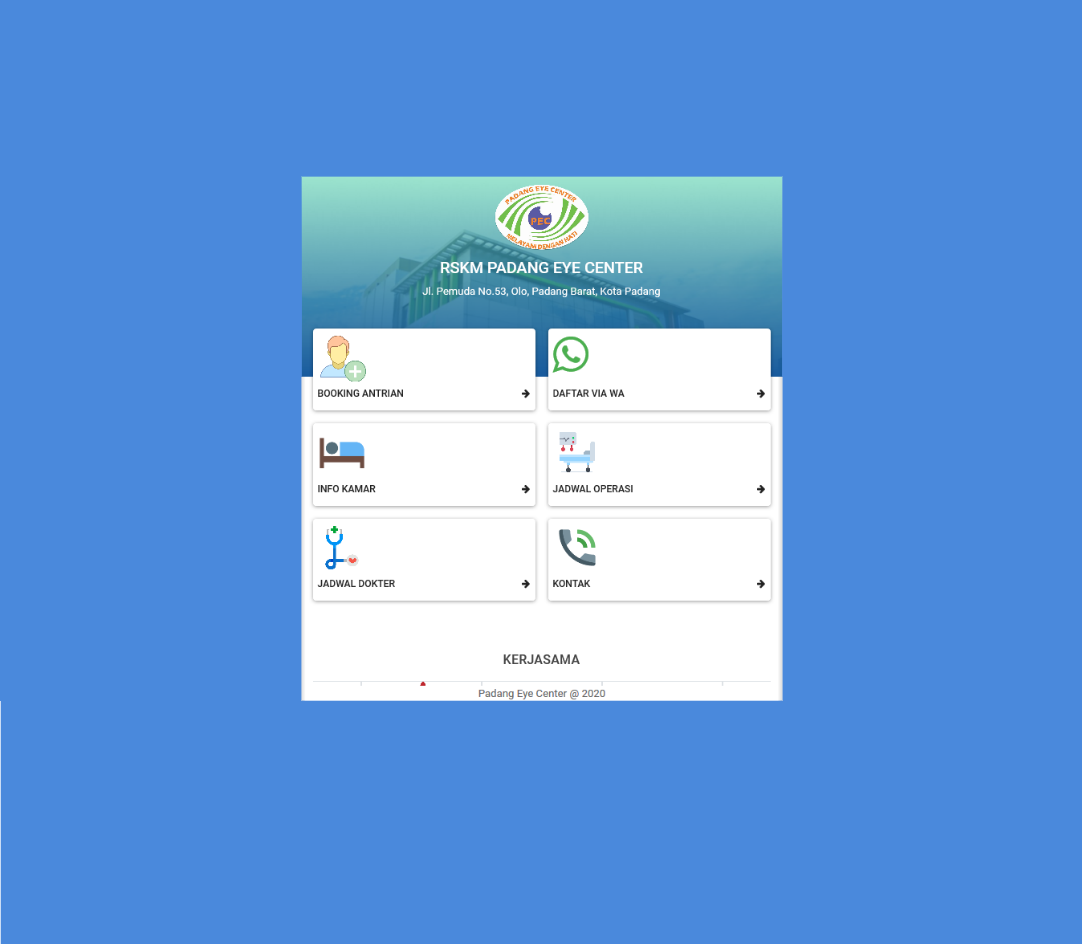 PADANG EYE CENTER
PEC
MELAYANI DENGAN HATI
RSKM PADANG EYE CENTER
Jl. Pemuda No.53, Olo, Padang Barat, Kota Padang
BOOKING ANTRIAN
DAFTAR VIA WA
INFO KAMAR
JADWAL OPERASI
JADWAL DOKTER
KONTAK
KERJASAMA
Padang Eye Center @ 2020